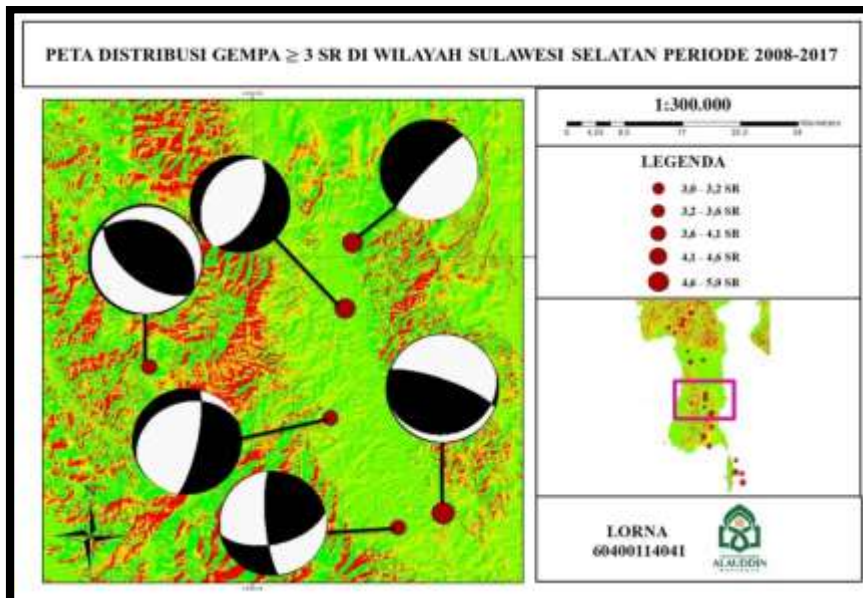 PETA DISTRIBUSI GEMPA ≥ 3 SR DI WILAYAH SULAWESI SELATAN PERIODE 2008-2017
1:300.000
LEGENDA
3,0 - 3,2 SR
3,2 - 3,6 SR
3,6 - 4,1 SR
4,1 - 4,6 SR
4,6 - 5,0 SR
LORNA
60400114041
ALAUDDIN